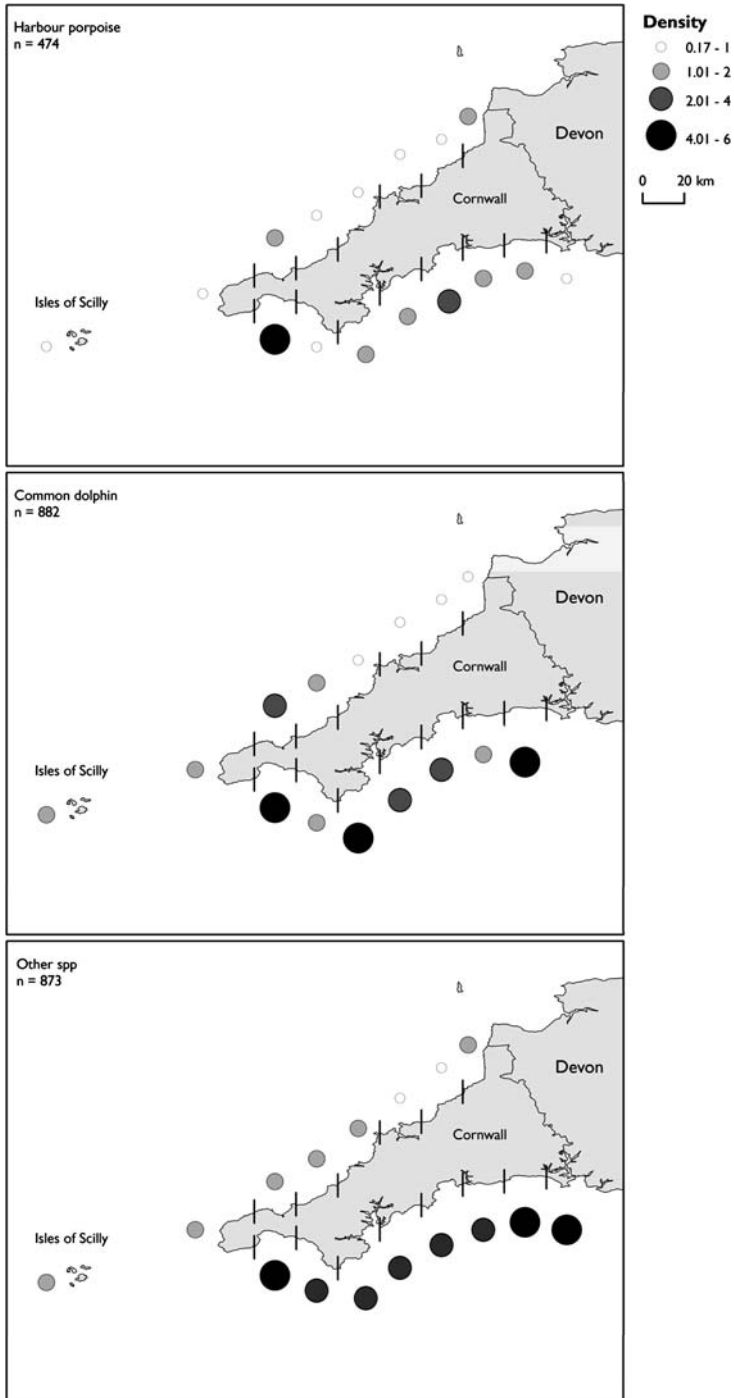 Harbour porpoise
n = 474
Devon
Cornwall
Isles of Scilly
Density
0.17 - 1
1.01 - 2
2.01 - 4
4.01 - 6
0 20 km
Common dolphin
n = 882
Devon
Cornwall
Isles of Scilly
Other spp
n = 873
Devon
Cornwall
Isles of Scilly